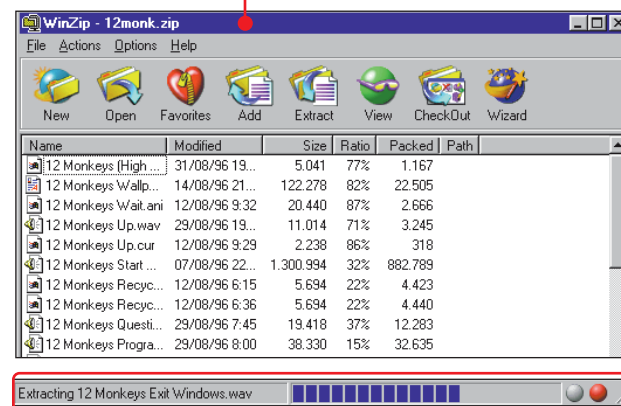 WinZip - 12monk.zip
File Actions Options Help
New Open Favorites Add Extract View CheckOut Wizard
Name Modified Size Ratio Packed Path
12 Monkeys (High ... 31/08/96 19... 5.041 77% 1.167
12 Monkeys Wallp... 14/08/96 21... 122.278 82% 22.505
12 Monkeys Wait.ani 12/08/96 9:32 20.440 87% 2.666
12 Monkeys Up.wav 29/08/96 19... 11.014 71% 3.245
12 Monkeys Up.cur 12/08/96 9:29 2.238 86% 318
12 Monkeys Start ... 07/08/96 22... 1.300.994 32% 882.789
12 Monkeys Recyc... 12/08/96 6:15 5.694 22% 4.423
12 Monkeys Recyc... 12/08/96 6:36 5.694 22% 4.440
12 Monkeys Questi... 29/08/96 7:45 19.418 37% 12.283
12 Monkeys Progra... 29/08/96 8:00 38.330 15% 32.635
Extracting 12 Monkeys Exit Windows.wav